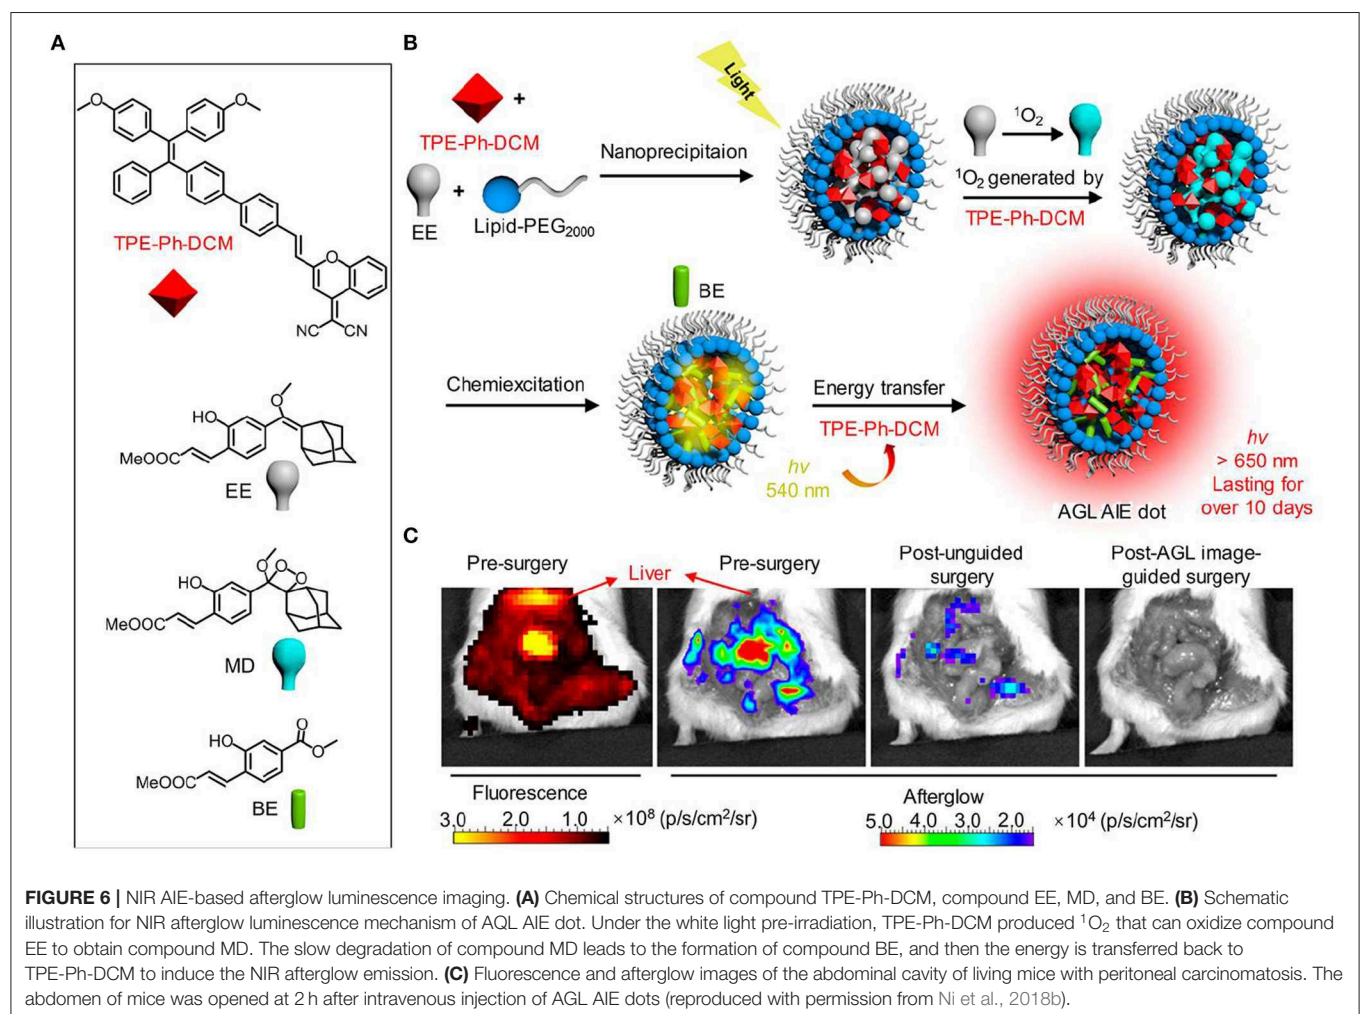 A
TPE-Ph-DCM
O
O
O
NC
CN
O
HO
MeOOC
EE
O
O
O
HO
MeOOC
MD
O
HO
O
MeOOC
BE
B
+
TPE-Ph-DCM
+
EE
Lipid-PEG2000
Nanoprecipitaion
Light
¹O₂
¹O₂ generated by
TPE-Ph-DCM
BE
Chemiexcitation
hv
540 nm
Energy transfer
TPE-Ph-DCM
AGL AIE dot
hv
> 650 nm
Lasting for
over 10 days
C
Pre-surgery
Liver
Pre-surgery
Post-unguided
surgery
Post-AGL image-
guided surgery
Fluorescence
3.0 2.0 1.0 ×10⁸ (p/s/cm²/sr)
Afterglow
5.0 4.0 3.0 2.0 ×10⁴ (p/s/cm²/sr)
FIGURE 6 | NIR AIE-based afterglow luminescence imaging. (A) Chemical structures of compound TPE-Ph-DCM, compound EE, MD, and BE. (B) Schematic
illustration for NIR afterglow luminescence mechanism of AQL AIE dot. Under the white light pre-irradiation, TPE-Ph-DCM produced ¹O₂ that can oxidize compound
EE to obtain compound MD. The slow degradation of compound MD leads to the formation of compound BE, and then the energy is transferred back to
TPE-Ph-DCM to induce the NIR afterglow emission. (C) Fluorescence and afterglow images of the abdominal cavity of living mice with peritoneal carcinomatosis. The
abdomen of mice was opened at 2 h after intravenous injection of AGL AIE dots (reproduced with permission from Ni et al., 2018b).